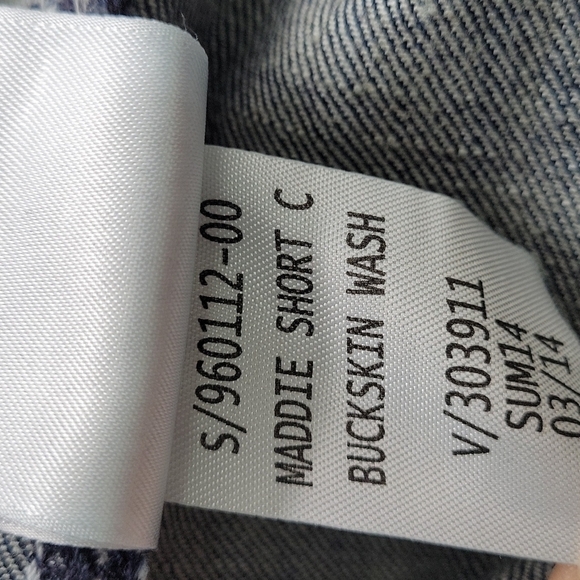 S/960112-00
MADDIE SHORT C
BUCKSKIN WASH
V/303911
SUM14
03/14